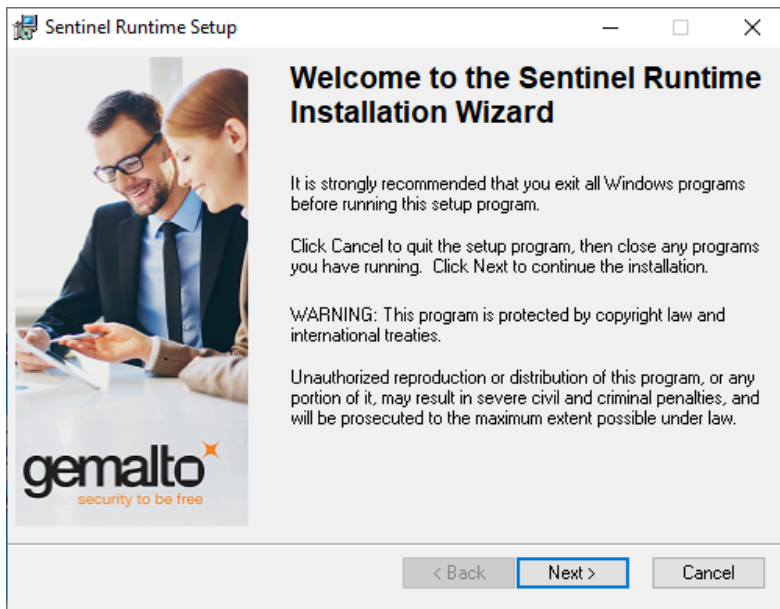 Sentinel Runtime Setup
Welcome to the Sentinel Runtime
Installation Wizard
It is strongly recommended that you exit all Windows programs
before running this setup program.
Click Cancel to quit the setup program, then close any programs
you have running. Click Next to continue the installation.
WARNING: This program is protected by copyright law and
international treaties.
Unauthorized reproduction or distribution of this program, or any
portion of it, may result in severe civil and criminal penalties, and
will be prosecuted to the maximum extent possible under law.
gemalto
security to be free
< Back
Next >
Cancel